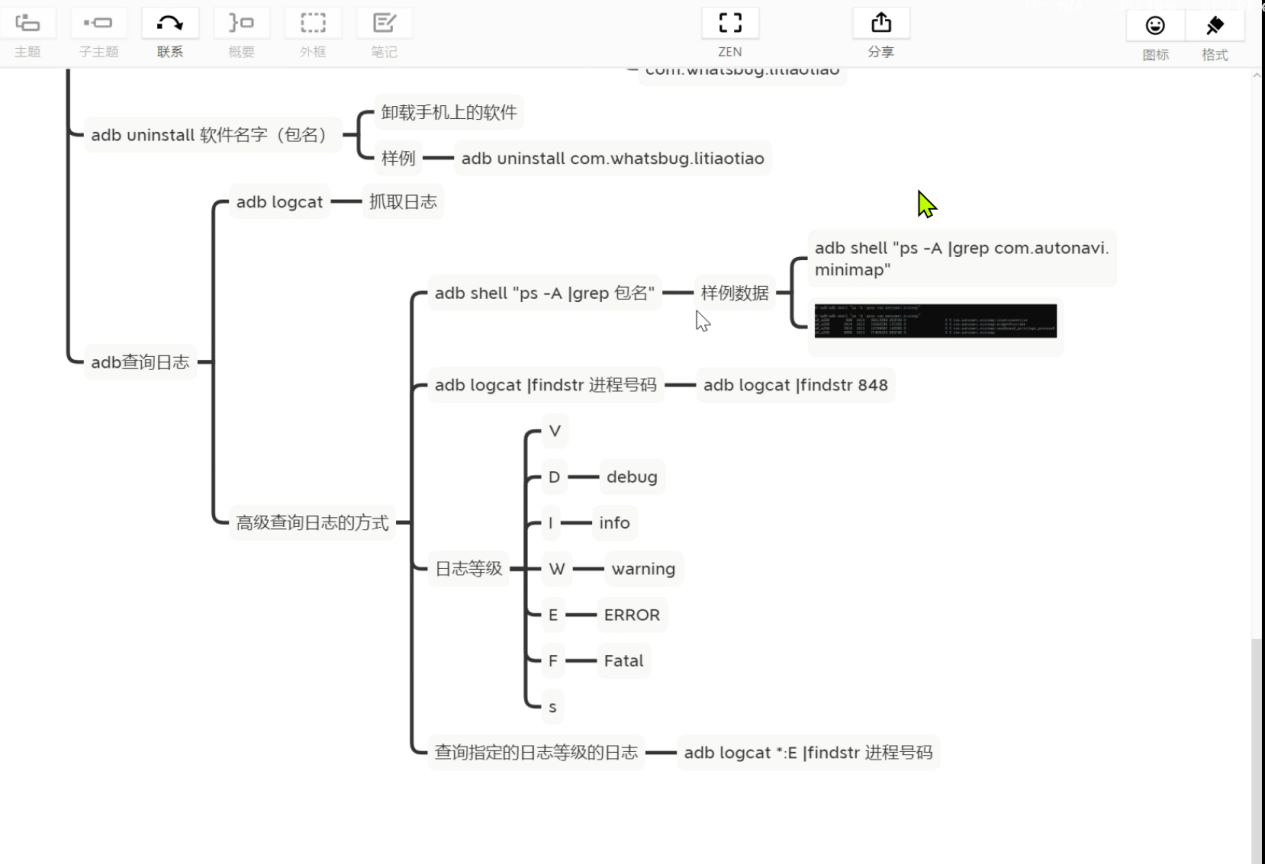 主题
子主题
联系
概要
外框
笔记
ZEN
分享
图标
格式
com.whatsbug.litiaotiao
adb uninstall 软件名字（包名）
卸载手机上的软件
样例
adb uninstall com.whatsbug.litiaotiao
adb查询日志
adb logcat
抓取日志
高级查询日志的方式
adb shell "ps -A |grep 包名"
样例数据
adb shell "ps -A |grep com.autonavi.
minimap"
adb logcat |findstr 进程号码
adb logcat |findstr 848
日志等级
V
D
debug
I
info
W
warning
E
ERROR
F
Fatal
s
查询指定的日志等级的日志
adb logcat *:E |findstr 进程号码